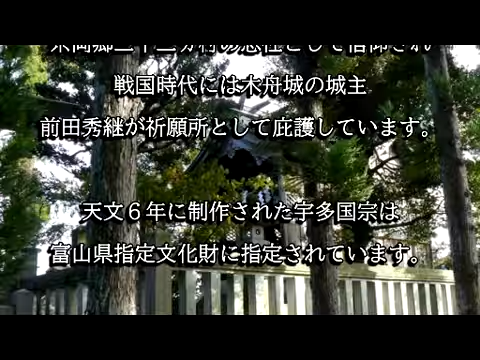 戦国時代には木舟城の城主
前田秀継が祈願所として庇護しています。
天文６年に制作された宇多国宗は
富山県指定文化財に指定されています。